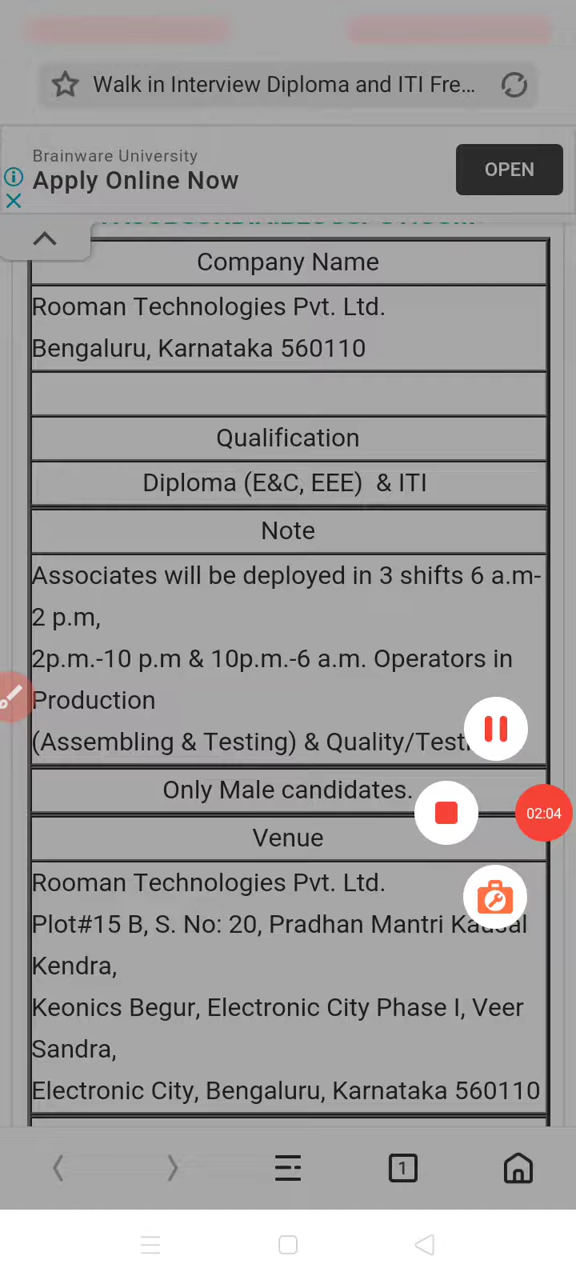 Walk in Interview Diploma and ITI Fre...
Brainware University
Apply Online Now
OPEN
Company Name
Rooman Technologies Pvt. Ltd.
Bengaluru, Karnataka 560110
Qualification
Diploma (E&C, EEE)  & ITI
Note
Associates will be deployed in 3 shifts 6 a.m-
2 p.m,
2p.m.-10 p.m & 10p.m.-6 a.m. Operators in
Production
(Assembling & Testing) & Quality/Test
Only Male candidates.
02:04
Venue
Rooman Technologies Pvt. Ltd.
Plot#15 B, S. No: 20, Pradhan Mantri Kausal
Kendra,
Keonics Begur, Electronic City Phase I, Veer
Sandra,
Electronic City, Bengaluru, Karnataka 560110
1